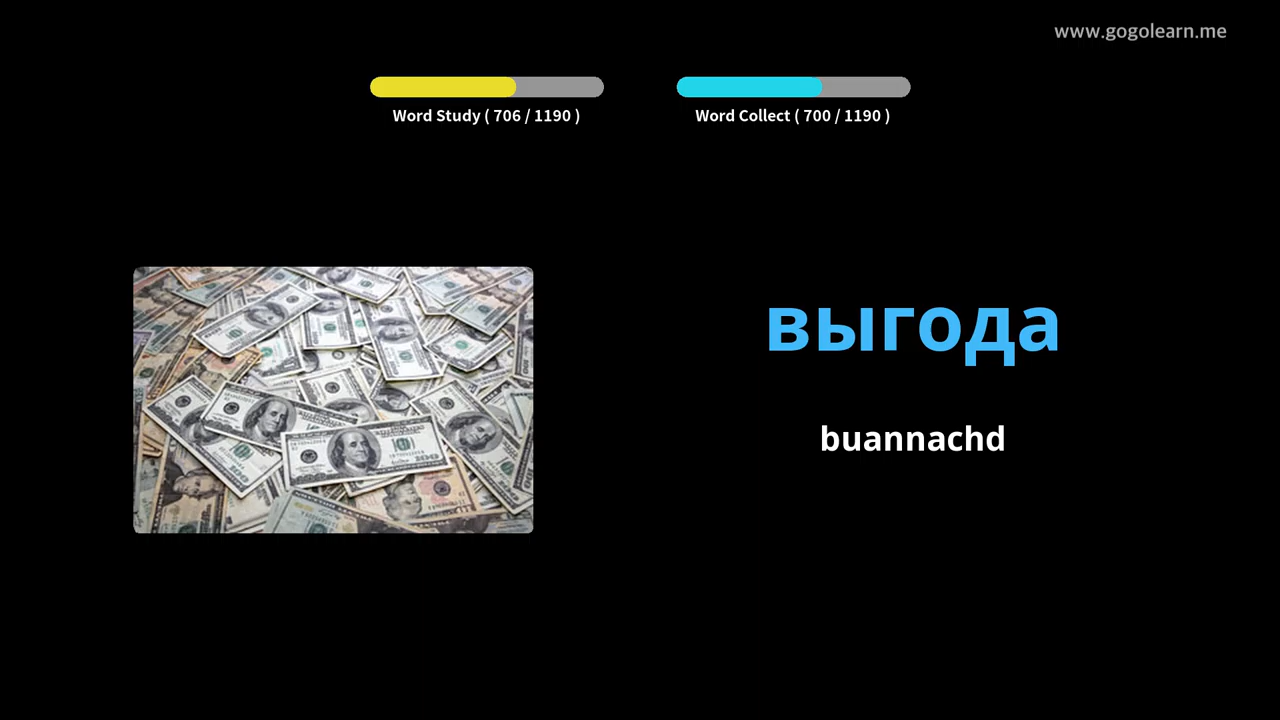 www.gogolearn.me
Word Study ( 706 / 1190 )
Word Collect ( 700 / 1190 )
выгода
buannachd